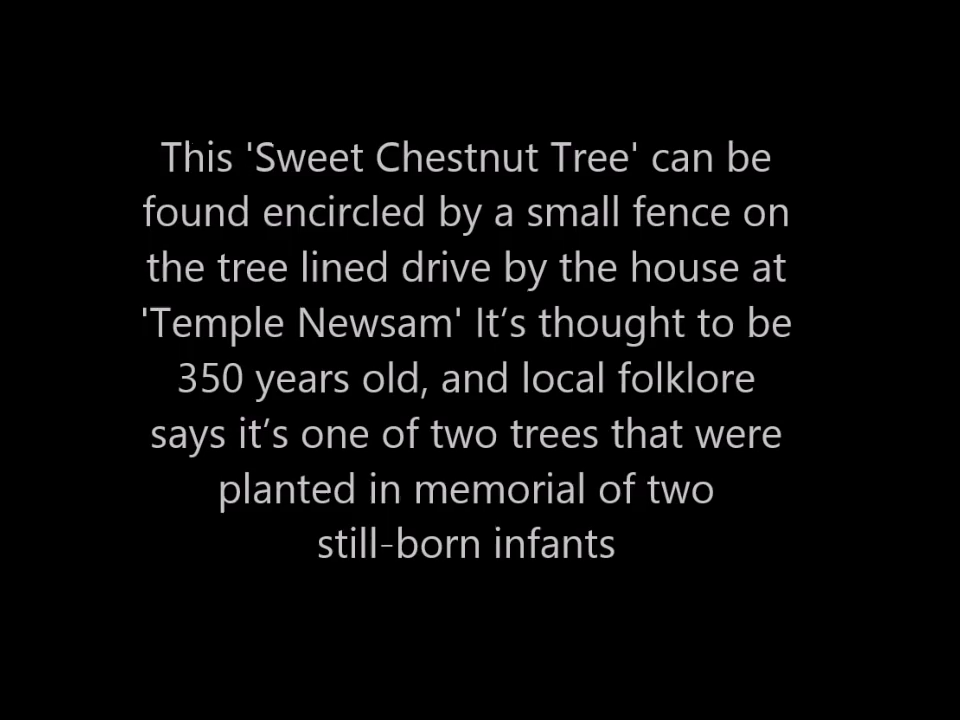 This 'Sweet Chestnut Tree' can be
found encircled by a small fence on
the tree lined drive by the house at
'Temple Newsam' It’s thought to be
350 years old, and local folklore
says it’s one of two trees that were
planted in memorial of two
still-born infants